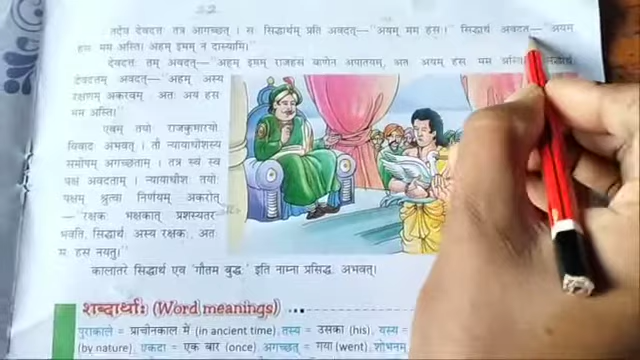 तदैव देवदत्तः तत्र आगच्छत्। सः सिद्धार्थम् प्रति अवदत्—"अयम् मम हंसः।" सिद्धार्थः अवदत्—"अयम्
हंसः मम अस्ति। अहम् इमम् न दास्यामि।"
देवदत्तः तम् अवदत्—"अहम् इमम् राजहंसं बाणेन अपातयम्, अतः अयम् हंसः मम अस्ति।" सिद्धार्थः
देवदत्तम् अवदत्—"अहम् अस्य
रक्षणम् अकरवम् अतः अयं हंसः
मम अस्ति।"
एवम् तयोः राजकुमारयोः
विवादः अभवत्। तौ न्यायाधीशस्य
समीपम् अगच्छताम्। तत्र स्वं स्वं
पक्षं अवदताम्। न्यायाधीशः तयोः
पक्षम् श्रुत्वा निर्णयम् अकरोत्
—"रक्षकः भक्षकात् प्रशस्यतरः
भवति, सिद्धार्थः अस्य रक्षकः, अतः
सः हंसं नयतु।"
कालांतरे सिद्धार्थः एव 'गौतम बुद्धः' इति नाम्ना प्रसिद्धः अभवत्।
शब्दार्थाः (Word meanings)
पुराकाले = प्राचीनकाल में (in ancient time), तस्य = उसका (his), यस्य =
(by nature), एकदा = एक बार (once), अगच्छत् = गया (went), शोभनम्